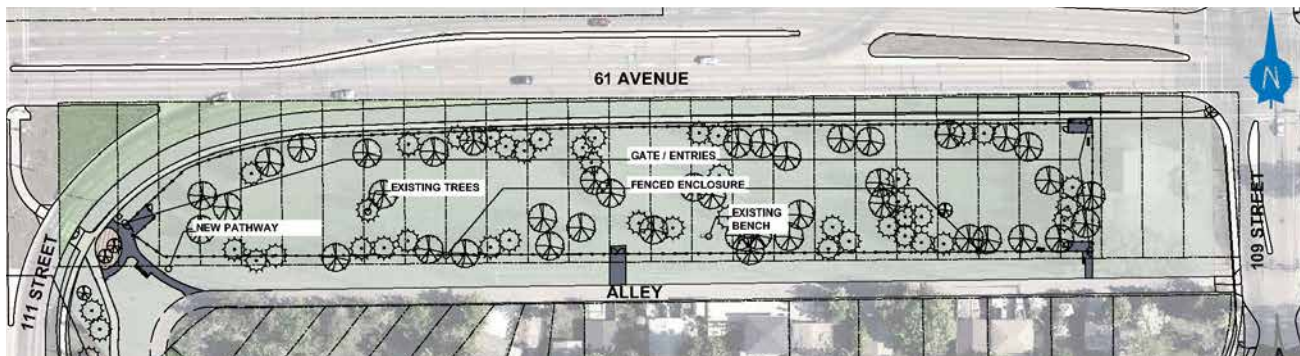 61 AVENUE
N
GATE / ENTRIES
EXISTING TREES
FENCED ENCLOSURE
EXISTING
BENCH
NEW PATHWAY
111 STREET
109 STREET
ALLEY